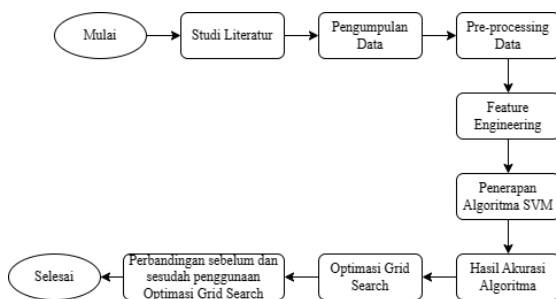 Mulai
Studi Literatur
Pengumpulan
Data
Pre-processing
Data
Feature
Engineering
Penerapan
Algoritma SVM
Hasil Akurasi
Algoritma
Optimasi Grid
Search
Perbandingan sebelum dan
sesudah penggunaan
Optimasi Grid Search
Selesai